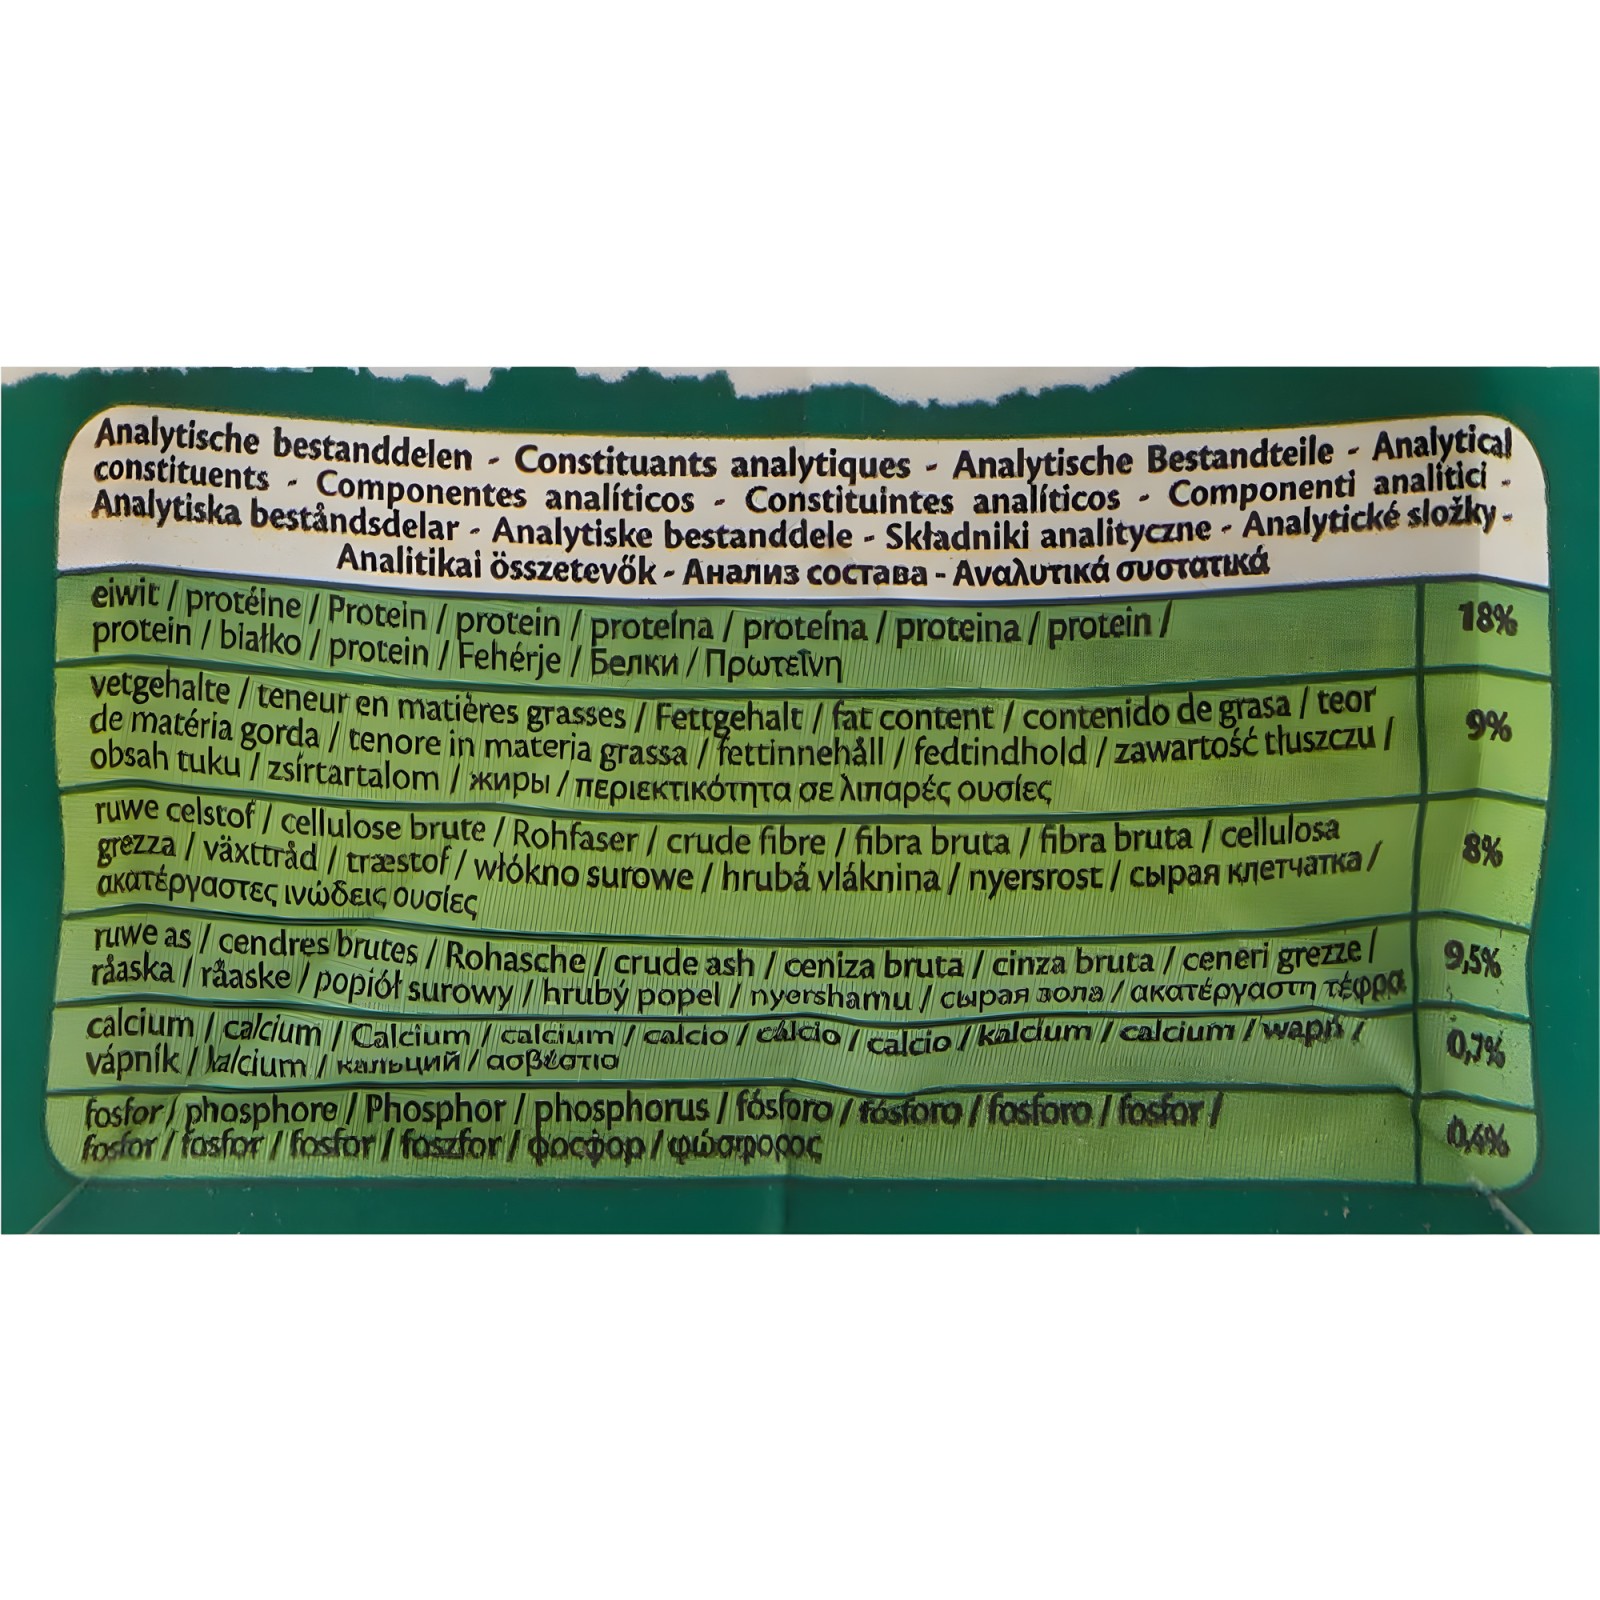 Analytische bestanddelen - Constituants analytiques - Analytische Bestandteile - Analytical
constituents - Componentes analíticos - Constituintes analíticos - Componenti analitici -
Analytiska beståndsdelar - Analytiske bestanddele - Składniki analityczne - Analytické složky -
Analitikai összetevők - Анализ состава - Αναλυτικά συστατικά
eiwit / protéine / Protein / protein / proteína / proteína / proteina / protein /
protein / białko / protein / Fehérje / Белки / Πρωτεΐνη
18%
vetgehalte / teneur en matières grasses / Fettgehalt / fat content / contenido de grasa / teor
de matéria gorda / tenore in materia grassa / fettinnehåll / fedtindhold / zawartość tłuszczu /
obsah tuku / zsírtartalom / жиры / περιεκτικότητα σε λιπαρές ουσίες
9%
ruwe celstof / cellulose brute / Rohfaser / crude fibre / fibra bruta / fibra bruta / cellulosa
grezza / växttråd / træstof / włókno surowe / hrubá vláknina / nyersrost / сырая клетчатка /
ακατέργαστες ινώδεις ουσίες
8%
ruwe as / cendres brutes / Rohasche / crude ash / ceniza bruta / cinza bruta / ceneri grezze /
råaska / råaske / popiół surowy / hrubý popel / nyershamu / сырая зола / ακατέργαστη τέφρα
9,5%
calcium / calcium / Calcium / calcium / calcio / cálcio / calcio / kalcium / calcium / wapń /
vápník / kalcium / кальций / ασβέστιο
0,7%
fosfor / phosphore / Phosphor / phosphorus / fósforo / fósforo / fosforo / fosfor /
fosfor / fosfor / fosfor / foszfor / фосфор / φώσφορος
0,4%